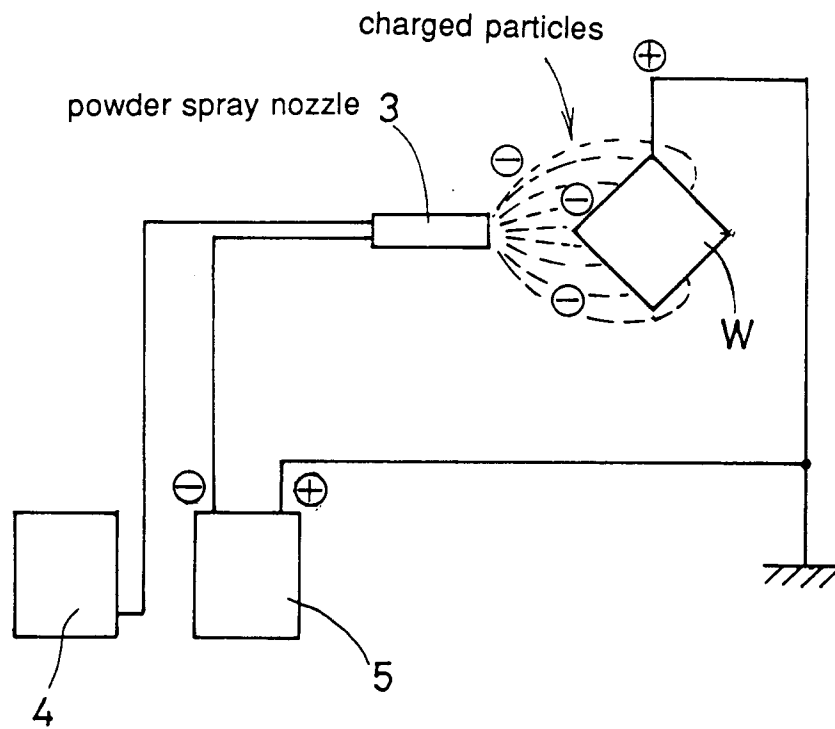 charged particles
⊕
powder spray nozzle 3
⊖
⊖
⊖
W
⊖ ⊕
5
4